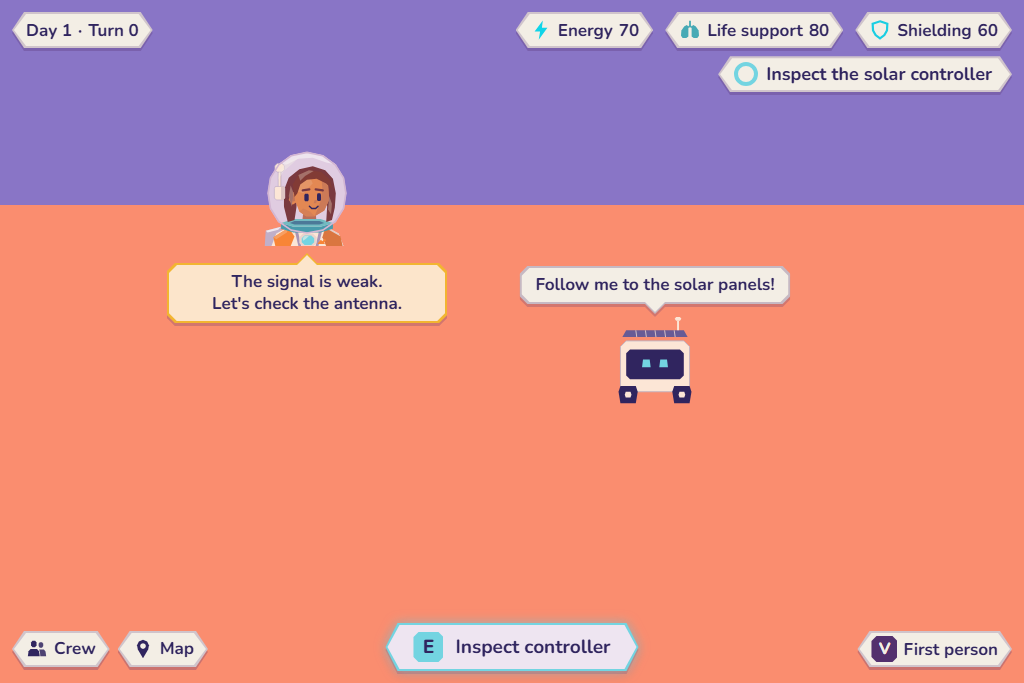 Day 1 · Turn 0
Energy 70
Life support 80
Shielding 60
Inspect the solar controller
The signal is weak.
Let's check the antenna.
Follow me to the solar panels!
Crew
Map
E Inspect controller
V First person